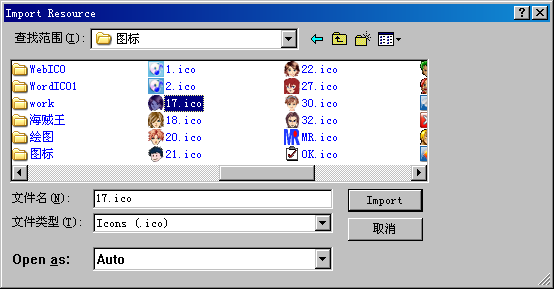 Import Resource
查找范围(I): 图标
WebICO 1.ico 22.ico
WordICO1 2.ico 27.ico
work 17.ico 30.ico
海贼王 18.ico 32.ico
绘图 20.ico MR MR.ico
图标 21.ico OK.ico
文件名(N): 17.ico Import
文件类型(T): Icons (.ico) 取消
Open as: Auto